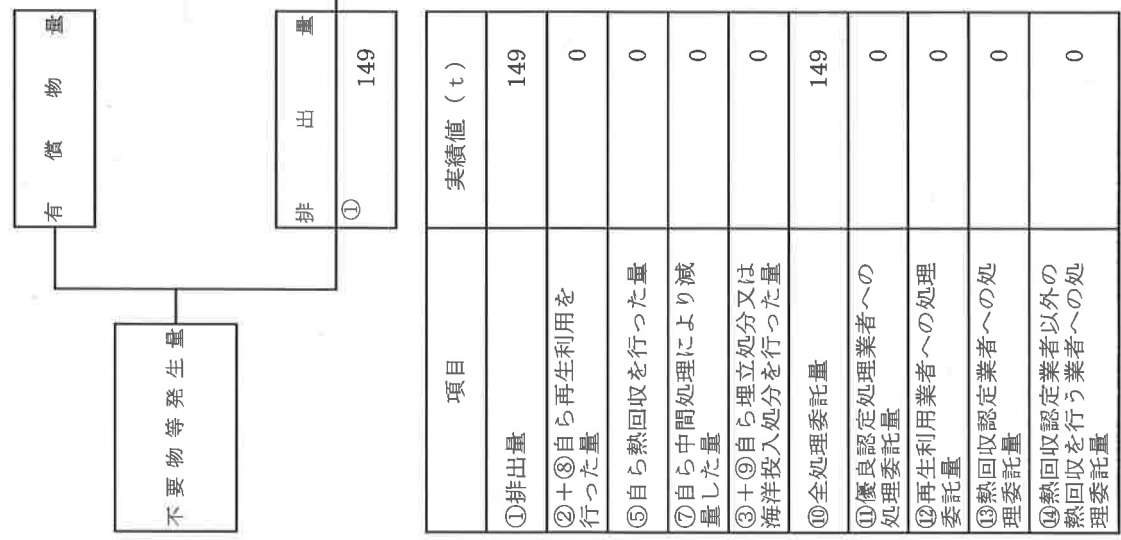 有償物量
不要物等発生量
排出量
① 149
項目 実績値(t)
①排出量 149
②+⑧自ら再生利用を
行った量 0
⑤自ら熱回収を行った量 0
⑦自ら中間処理により減
量した量 0
③+⑨自ら埋立処分又は
海洋投入処分を行った量 0
⑩全処理委託量 149
⑪優良認定処理業者への
処理委託量 0
⑫再生利用業者への処理
委託量 0
⑬熱回収認定業者への処
理委託量 0
⑭熱回収認定業者以外の
熱回収を行う業者への処
理委託量 0